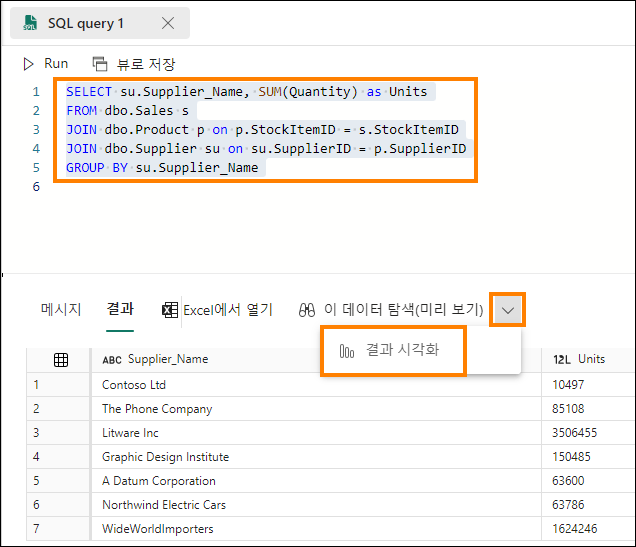 SQL query 1
Run 뷰로 저장
1 SELECT su.Supplier_Name, SUM(Quantity) as Units
2 FROM dbo.Sales s
3 JOIN dbo.Product p on p.StockItemID = s.StockItemID
4 JOIN dbo.Supplier su on su.SupplierID = p.SupplierID
5 GROUP BY su.Supplier_Name
6
메시지 결과 Excel에서 열기 이 데이터 탐색(미리 보기)
결과 시각화
ABC Supplier_Name 12L Units
1 Contoso Ltd 10497
2 The Phone Company 85108
3 Litware Inc 3506455
4 Graphic Design Institute 150485
5 A Datum Corporation 63600
6 Northwind Electric Cars 63786
7 WideWorldImporters 1624246